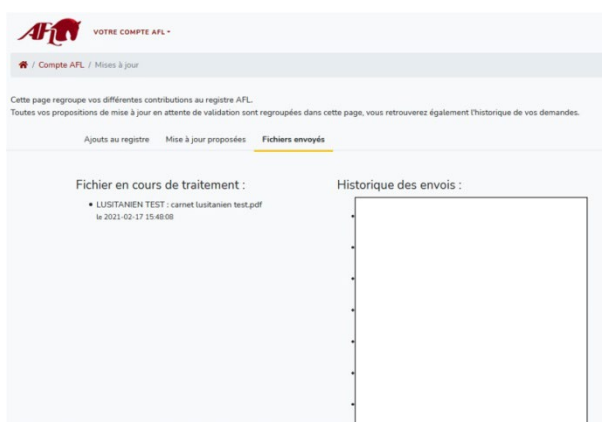 AFL
VOTRE COMPTE AFL
/ Compte AFL / Mises à jour
Cette page regroupe vos différentes contributions au registre AFL.
Toutes vos propositions de mise à jour en attente de validation sont regroupées dans cette page, vous retrouverez également l'historique de vos demandes.
Ajouts au registre Mise à jour proposées Fichiers envoyés
Fichier en cours de traitement :
Historique des envois :
• LUSITANIEN TEST : carnet lusitanien test.pdf
le 2021-02-17 15:48:08